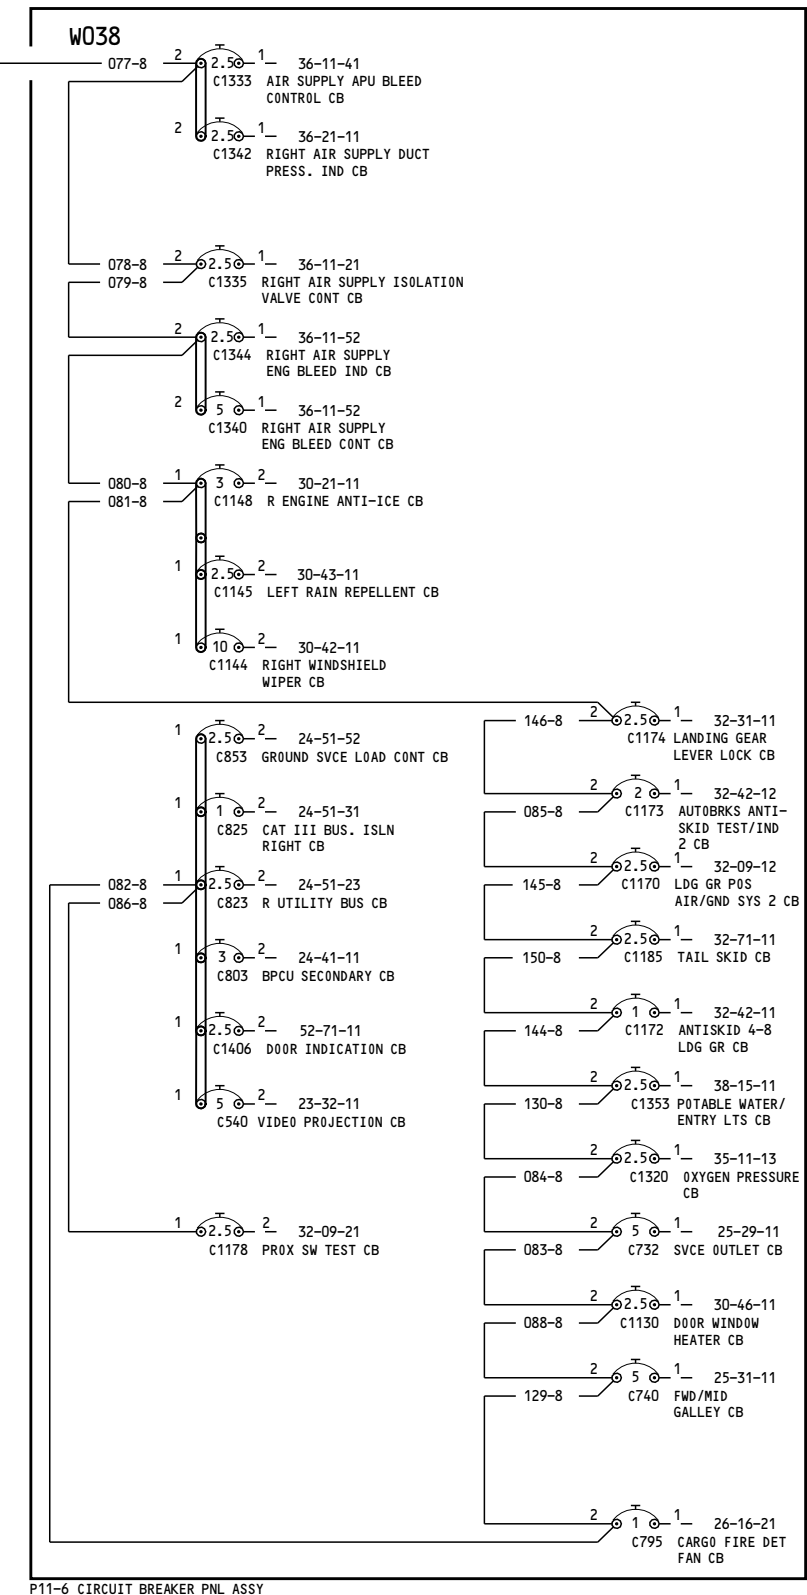 W038
077-8 2 2.5 1 36-11-41
C1333 AIR SUPPLY APU BLEED
CONTROL CB
2 2.5 1 36-21-11
C1342 RIGHT AIR SUPPLY DUCT
PRESS. IND CB
078-8 2 2.5 1 36-11-21
079-8 C1335 RIGHT AIR SUPPLY ISOLATION
VALVE CONT CB
2 2.5 1 36-11-52
C1344 RIGHT AIR SUPPLY
ENG BLEED IND CB
2 5 1 36-11-52
C1340 RIGHT AIR SUPPLY
ENG BLEED CONT CB
080-8 1 3 2 30-21-11
081-8 C1148 R ENGINE ANTI-ICE CB
1 2.5 2 30-43-11
C1145 LEFT RAIN REPELLENT CB
1 10 2 30-42-11
C1144 RIGHT WINDSHIELD
WIPER CB
1 2.5 2 24-51-52
C853 GROUND SVCE LOAD CONT CB
1 1 2 24-51-31
C825 CAT III BUS. ISLN
RIGHT CB
082-8 1 2.5 2 24-51-23
086-8 C823 R UTILITY BUS CB
1 3 2 24-41-11
C803 BPCU SECONDARY CB
1 2.5 2 52-71-11
C1406 DOOR INDICATION CB
1 5 2 23-32-11
C540 VIDEO PROJECTION CB
1 2.5 2 32-09-21
C1178 PROX SW TEST CB
146-8 2 2.5 1 32-31-11
C1174 LANDING GEAR
LEVER LOCK CB
2 2 1 32-42-12
085-8 C1173 AUTOBRKS ANTI-
SKID TEST/IND
2 CB
2 2.5 1 32-09-12
145-8 C1170 LDG GR POS
AIR/GND SYS 2 CB
2 2.5 1 32-71-11
150-8 C1185 TAIL SKID CB
2 1 1 32-42-11
144-8 C1172 ANTISKID 4-8
LDG GR CB
2 2.5 1 38-15-11
130-8 C1353 POTABLE WATER/
ENTRY LTS CB
2 2.5 1 35-11-13
084-8 C1320 OXYGEN PRESSURE
CB
2 5 1 25-29-11
083-8 C732 SVCE OUTLET CB
2 2.5 1 30-46-11
088-8 C1130 DOOR WINDOW
HEATER CB
2 5 1 25-31-11
129-8 C740 FWD/MID
GALLEY CB
2 1 1 26-16-21
C795 CARGO FIRE DET
FAN CB
P11-6 CIRCUIT BREAKER PNL ASSY